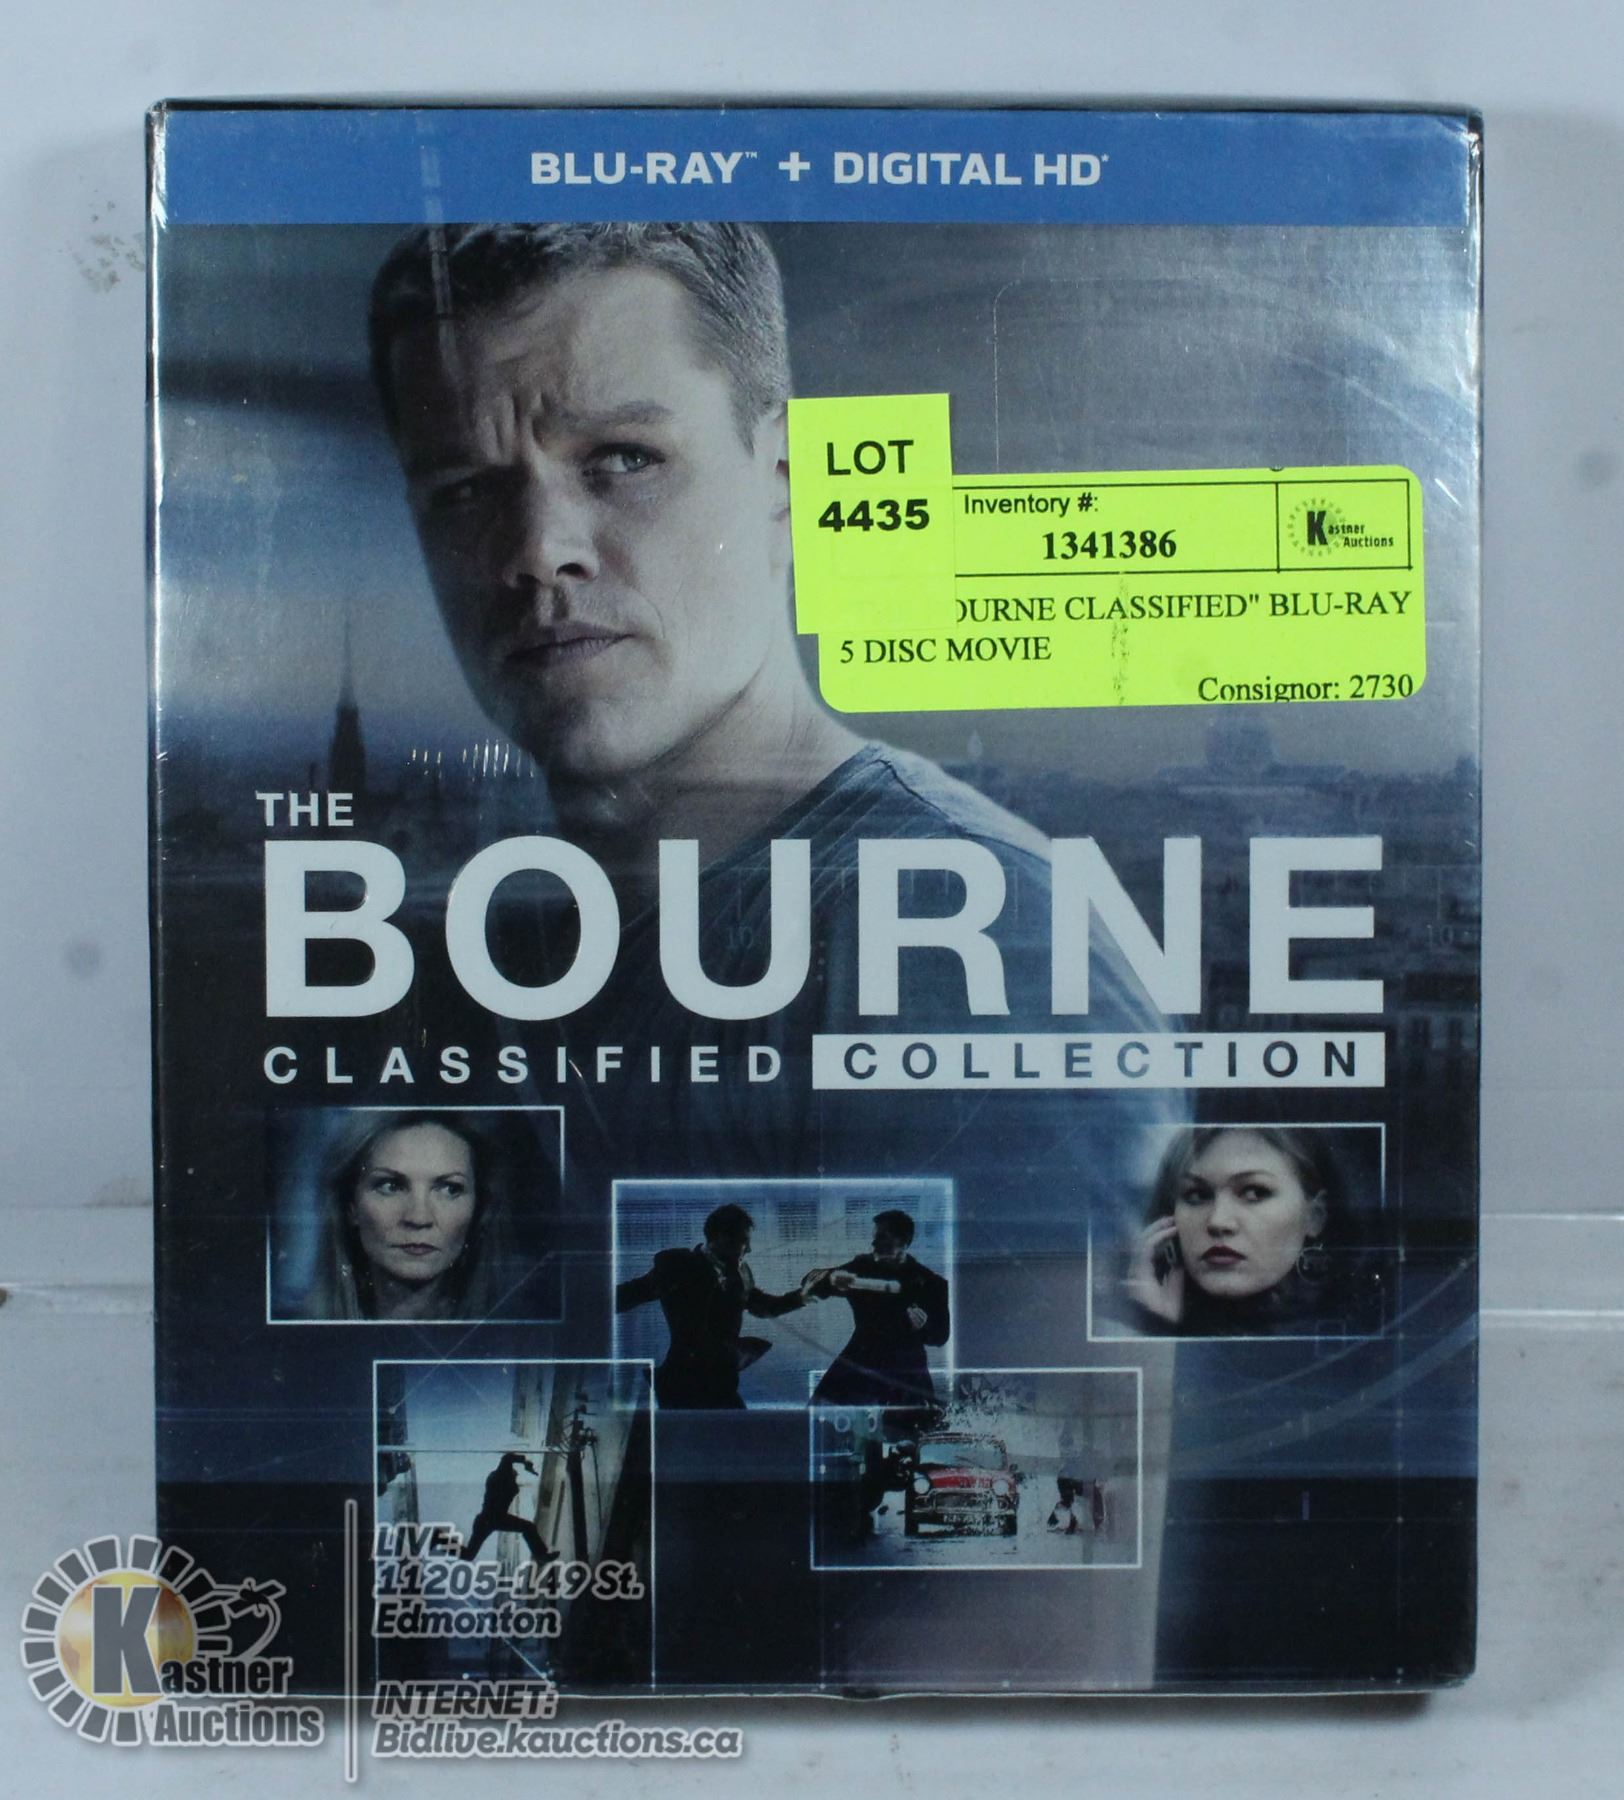 BLU-RAY™ + DIGITAL HD*
LOT
4435
Inventory #:
1341386
Kastner
Auctions
OURNE CLASSIFIED" BLU-RAY
5 DISC MOVIE
Consignor: 2730
THE
BOURNE
CLASSIFIED COLLECTION
LIVE:
11205-149 St.
Edmonton
Kastner
Auctions
INTERNET:
Bidlive.kauctions.ca